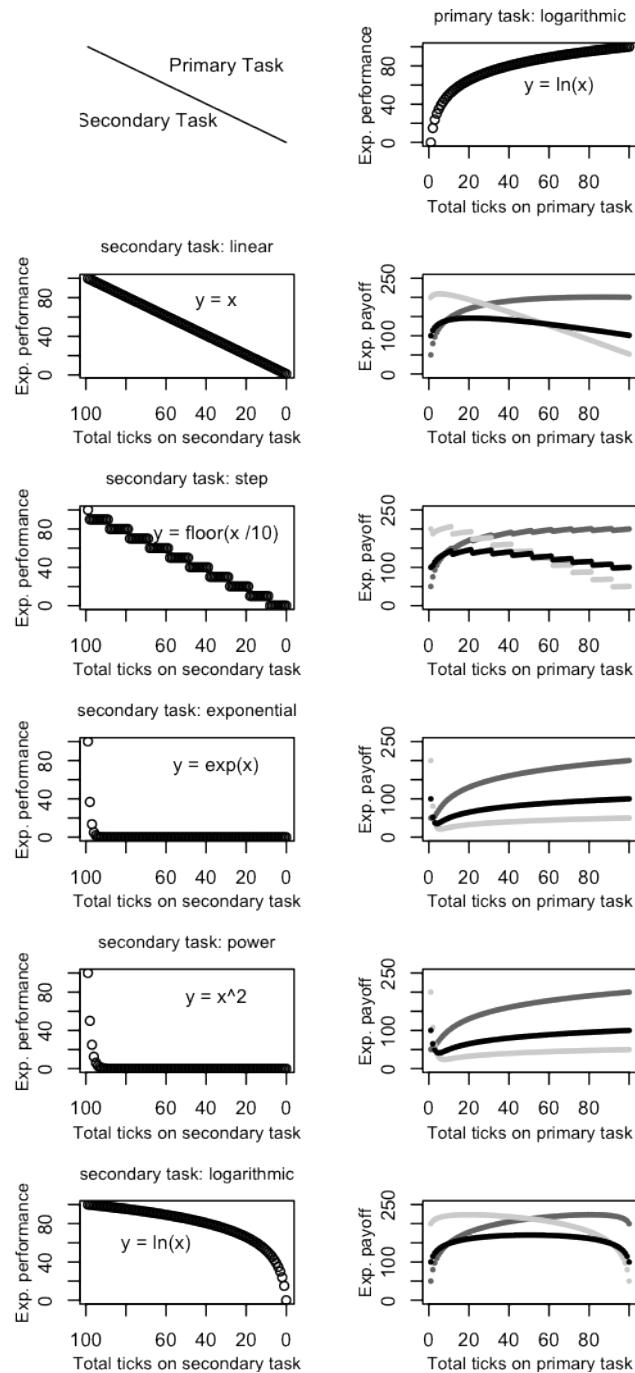 primary task: logarithmic
Primary Task
Secondary Task
Exp. performance
0 40 80
y = ln(x)
0 20 40 60 80
Total ticks on primary task
secondary task: linear
Exp. performance
0 40 80
y = x
100 80 60 40 20 0
Total ticks on secondary task
Exp. payoff
0 100 250
0 20 40 60 80
Total ticks on primary task
secondary task: step
Exp. performance
0 40 80
y = floor(x /10)
100 80 60 40 20 0
Total ticks on secondary task
Exp. payoff
0 100 250
0 20 40 60 80
Total ticks on primary task
secondary task: exponential
Exp. performance
0 40 80
y = exp(x)
100 80 60 40 20 0
Total ticks on secondary task
Exp. payoff
0 100 250
0 20 40 60 80
Total ticks on primary task
secondary task: power
Exp. performance
0 40 80
y = x^2
100 80 60 40 20 0
Total ticks on secondary task
Exp. payoff
0 100 250
0 20 40 60 80
Total ticks on primary task
secondary task: logarithmic
Exp. performance
0 40 80
y = ln(x)
100 80 60 40 20 0
Total ticks on secondary task
Exp. payoff
0 100 250
0 20 40 60 80
Total ticks on primary task